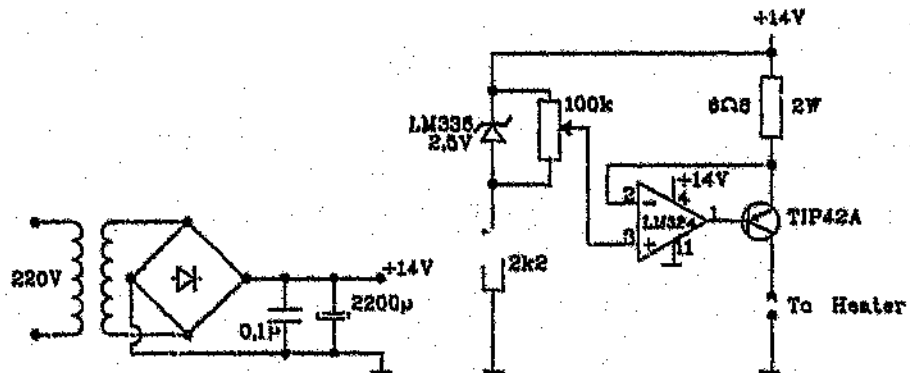 +14V
100k
LM336
2,5V
6Ω8
2W
+14V
2
4
LM324
1
3
11
TIP42A
220V
+14V
2k2
2200µ
0,1µ
To Heater